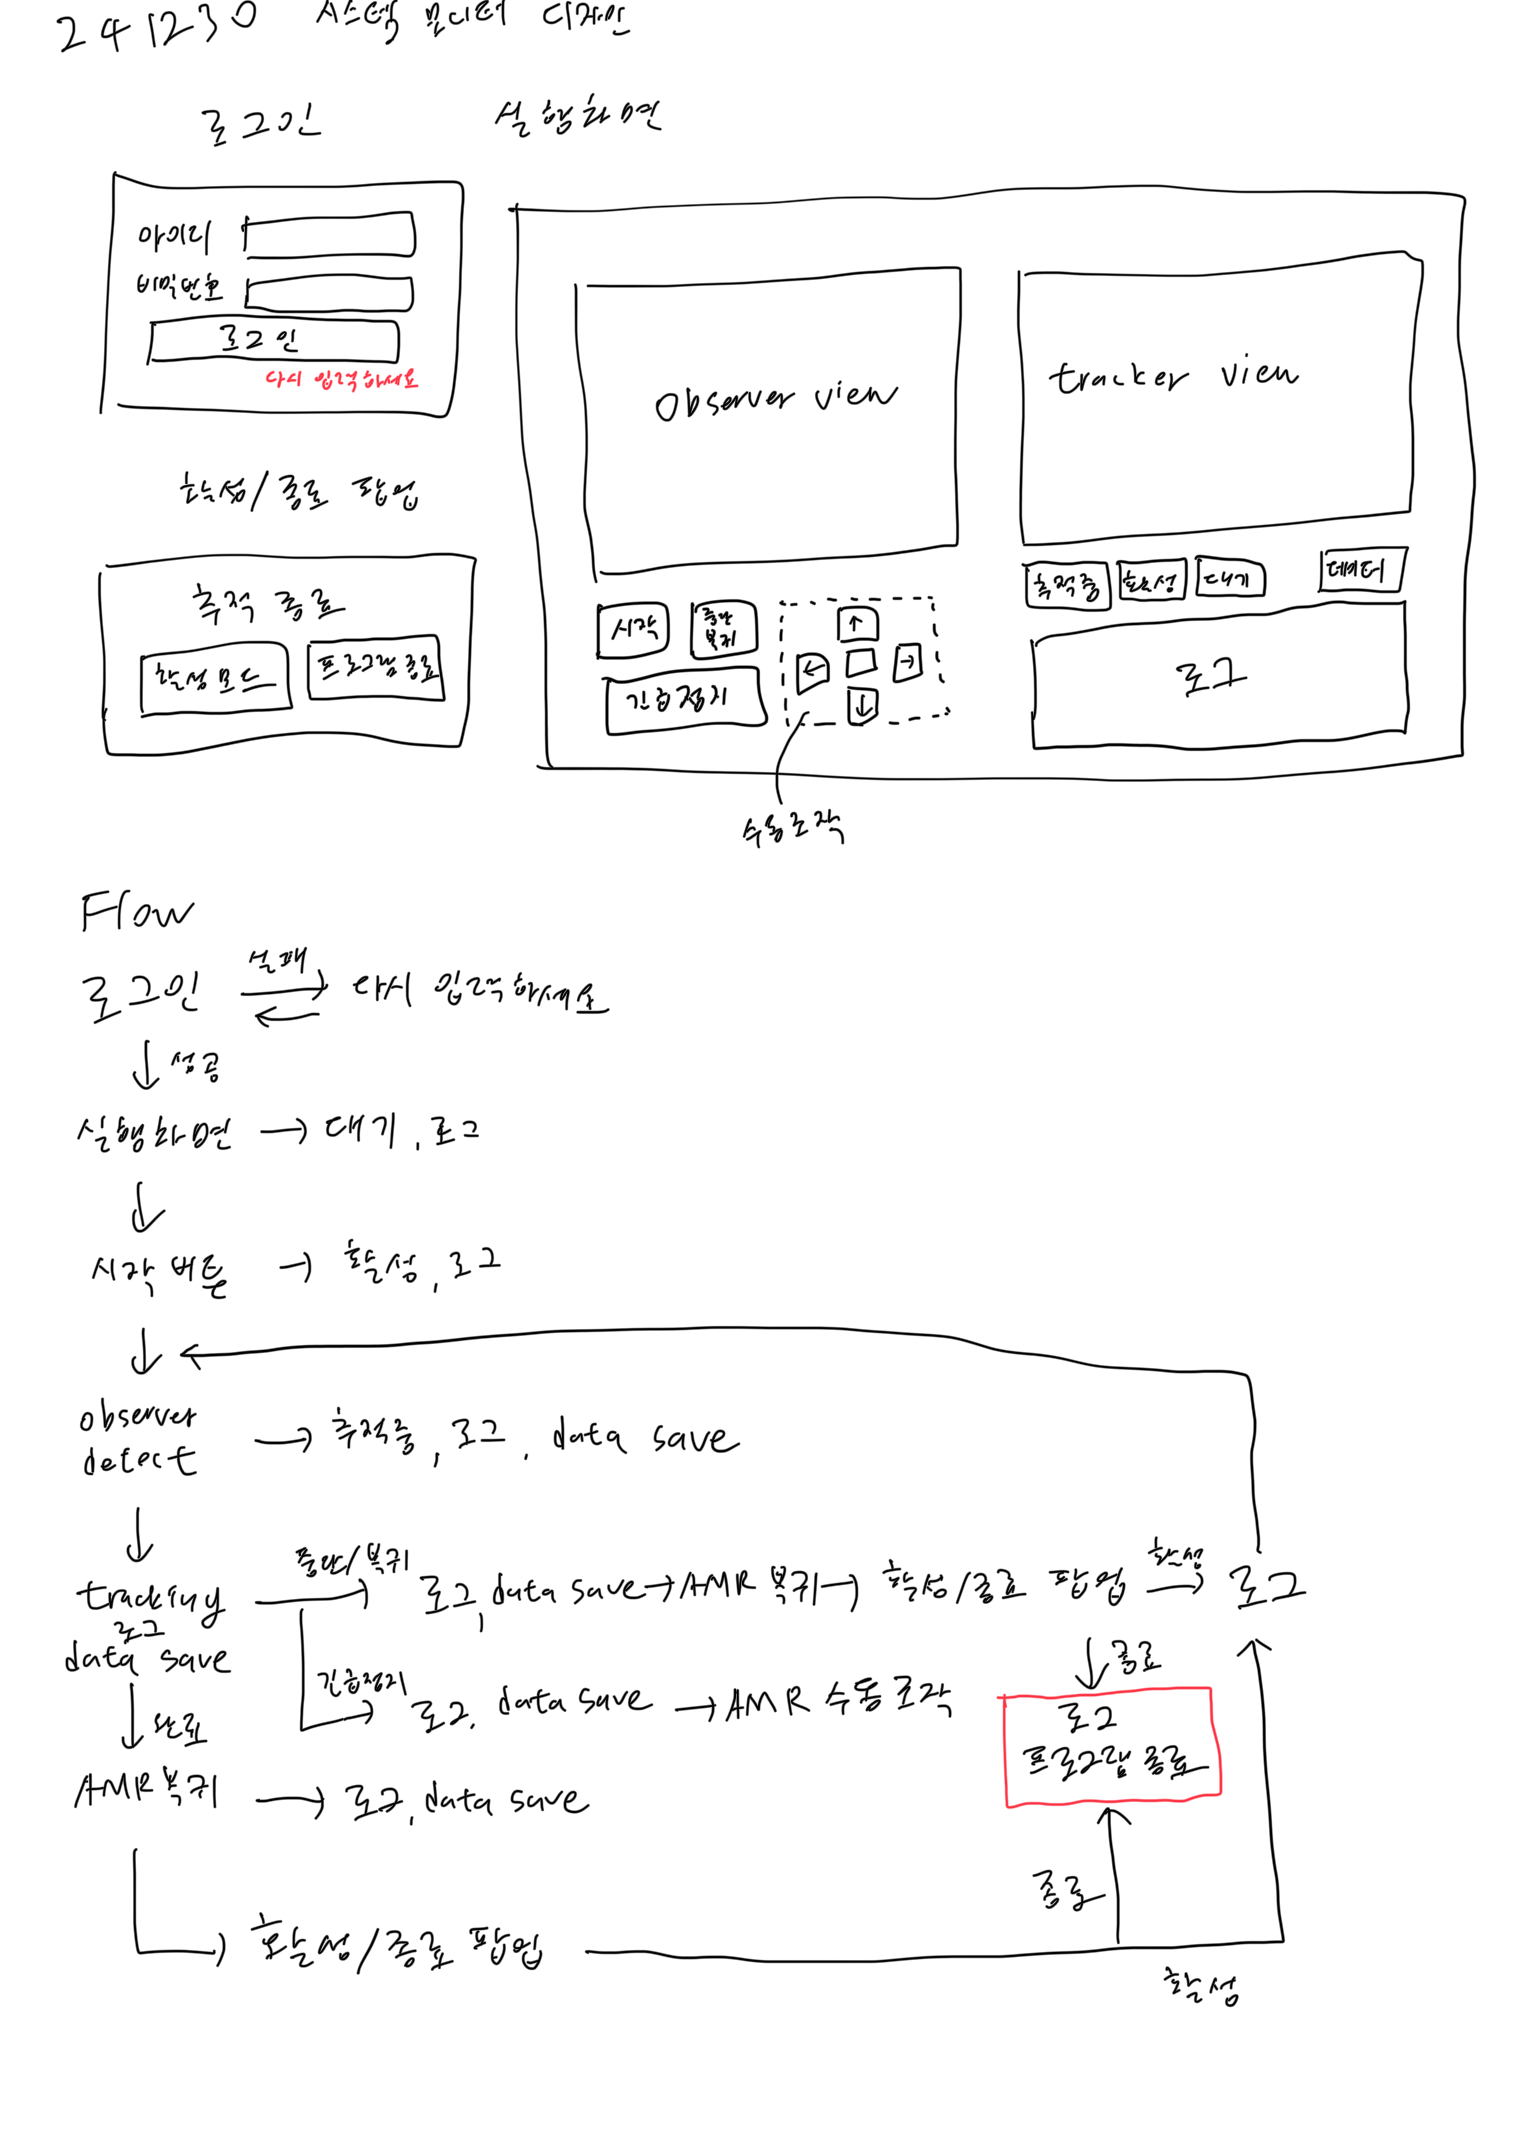 241230 시스템 모니터 디자인
로그인
실행화면
아이디
비밀번호
로그인
다시 입력하세요
Observer view
tracker view
활성/종료 팝업
추적 종료
활성모드
프로그램종료
시작
중단
복귀
긴급정지
↑
←
→
↓
추적중
활성
대기
데이터
로그
수동조작
Flow
로그인
실패
다시 입력하세요
성공
실행화면 → 대기, 로그
시작버튼 → 활성, 로그
observer
detect
→ 추적중, 로그, data save
tracking
로그
data save
중단/복귀
로그, data save → AMR 복귀 → 활성/종료 팝업
활성
로그
긴급정지
로그, data save → AMR 수동조작
종료
로그
프로그램 종료
완료
AMR복귀 → 로그, data save
종료
활성/종료 팝업
활성